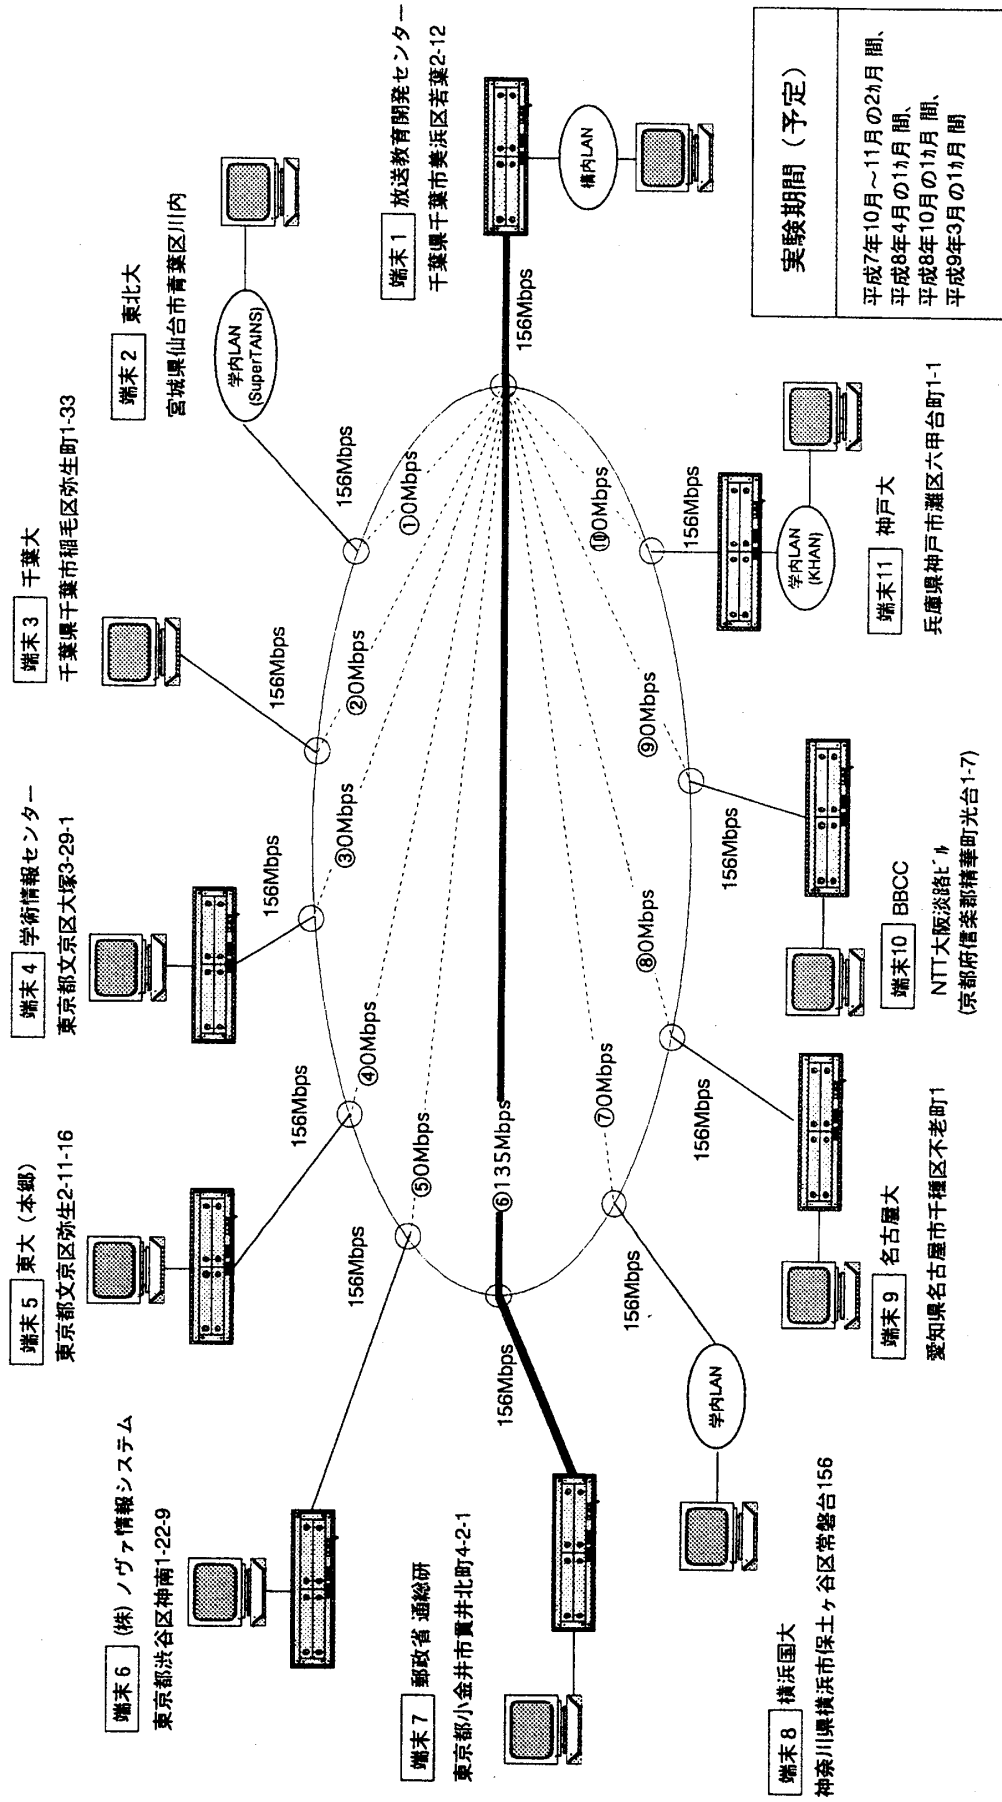 端末1 放送教育開発センター
千葉県千葉市美浜区若葉2-12
構内LAN
156Mbps
端末2 東北大
宮城県仙台市青葉区川内
学内LAN
(SuperTAINS)
156Mbps
①0Mbps
端末3 千葉大
千葉県千葉市稲毛区弥生町1-33
156Mbps
②0Mbps
端末4 学術情報センター
東京都文京区大塚3-29-1
156Mbps
③0Mbps
端末5 東大（本郷）
東京都文京区弥生2-11-16
156Mbps
④0Mbps
端末6 (株)ノヴァ情報システム
東京都渋谷区神南1-22-9
156Mbps
⑤0Mbps
端末7 郵政省 通総研
東京都小金井市貫井北町4-2-1
156Mbps
⑥135Mbps
端末8 横浜国大
神奈川県横浜市保土ヶ谷区常磐台156
学内LAN
156Mbps
⑦0Mbps
端末9 名古屋大
愛知県名古屋市千種区不老町1
156Mbps
⑧0Mbps
端末10 BBCC
NTT大阪淡路ビル
(京都府信楽郡精華町光台1-7)
156Mbps
⑨0Mbps
端末11 神戸大
兵庫県神戸市灘区六甲台町1-1
学内LAN
(KHAN)
156Mbps
⑩0Mbps
実験期間（予定）
平成7年10月～11月の2ヵ月間、
平成8年4月の1ヵ月間、
平成8年10月の1ヵ月間、
平成9年3月の1ヵ月間